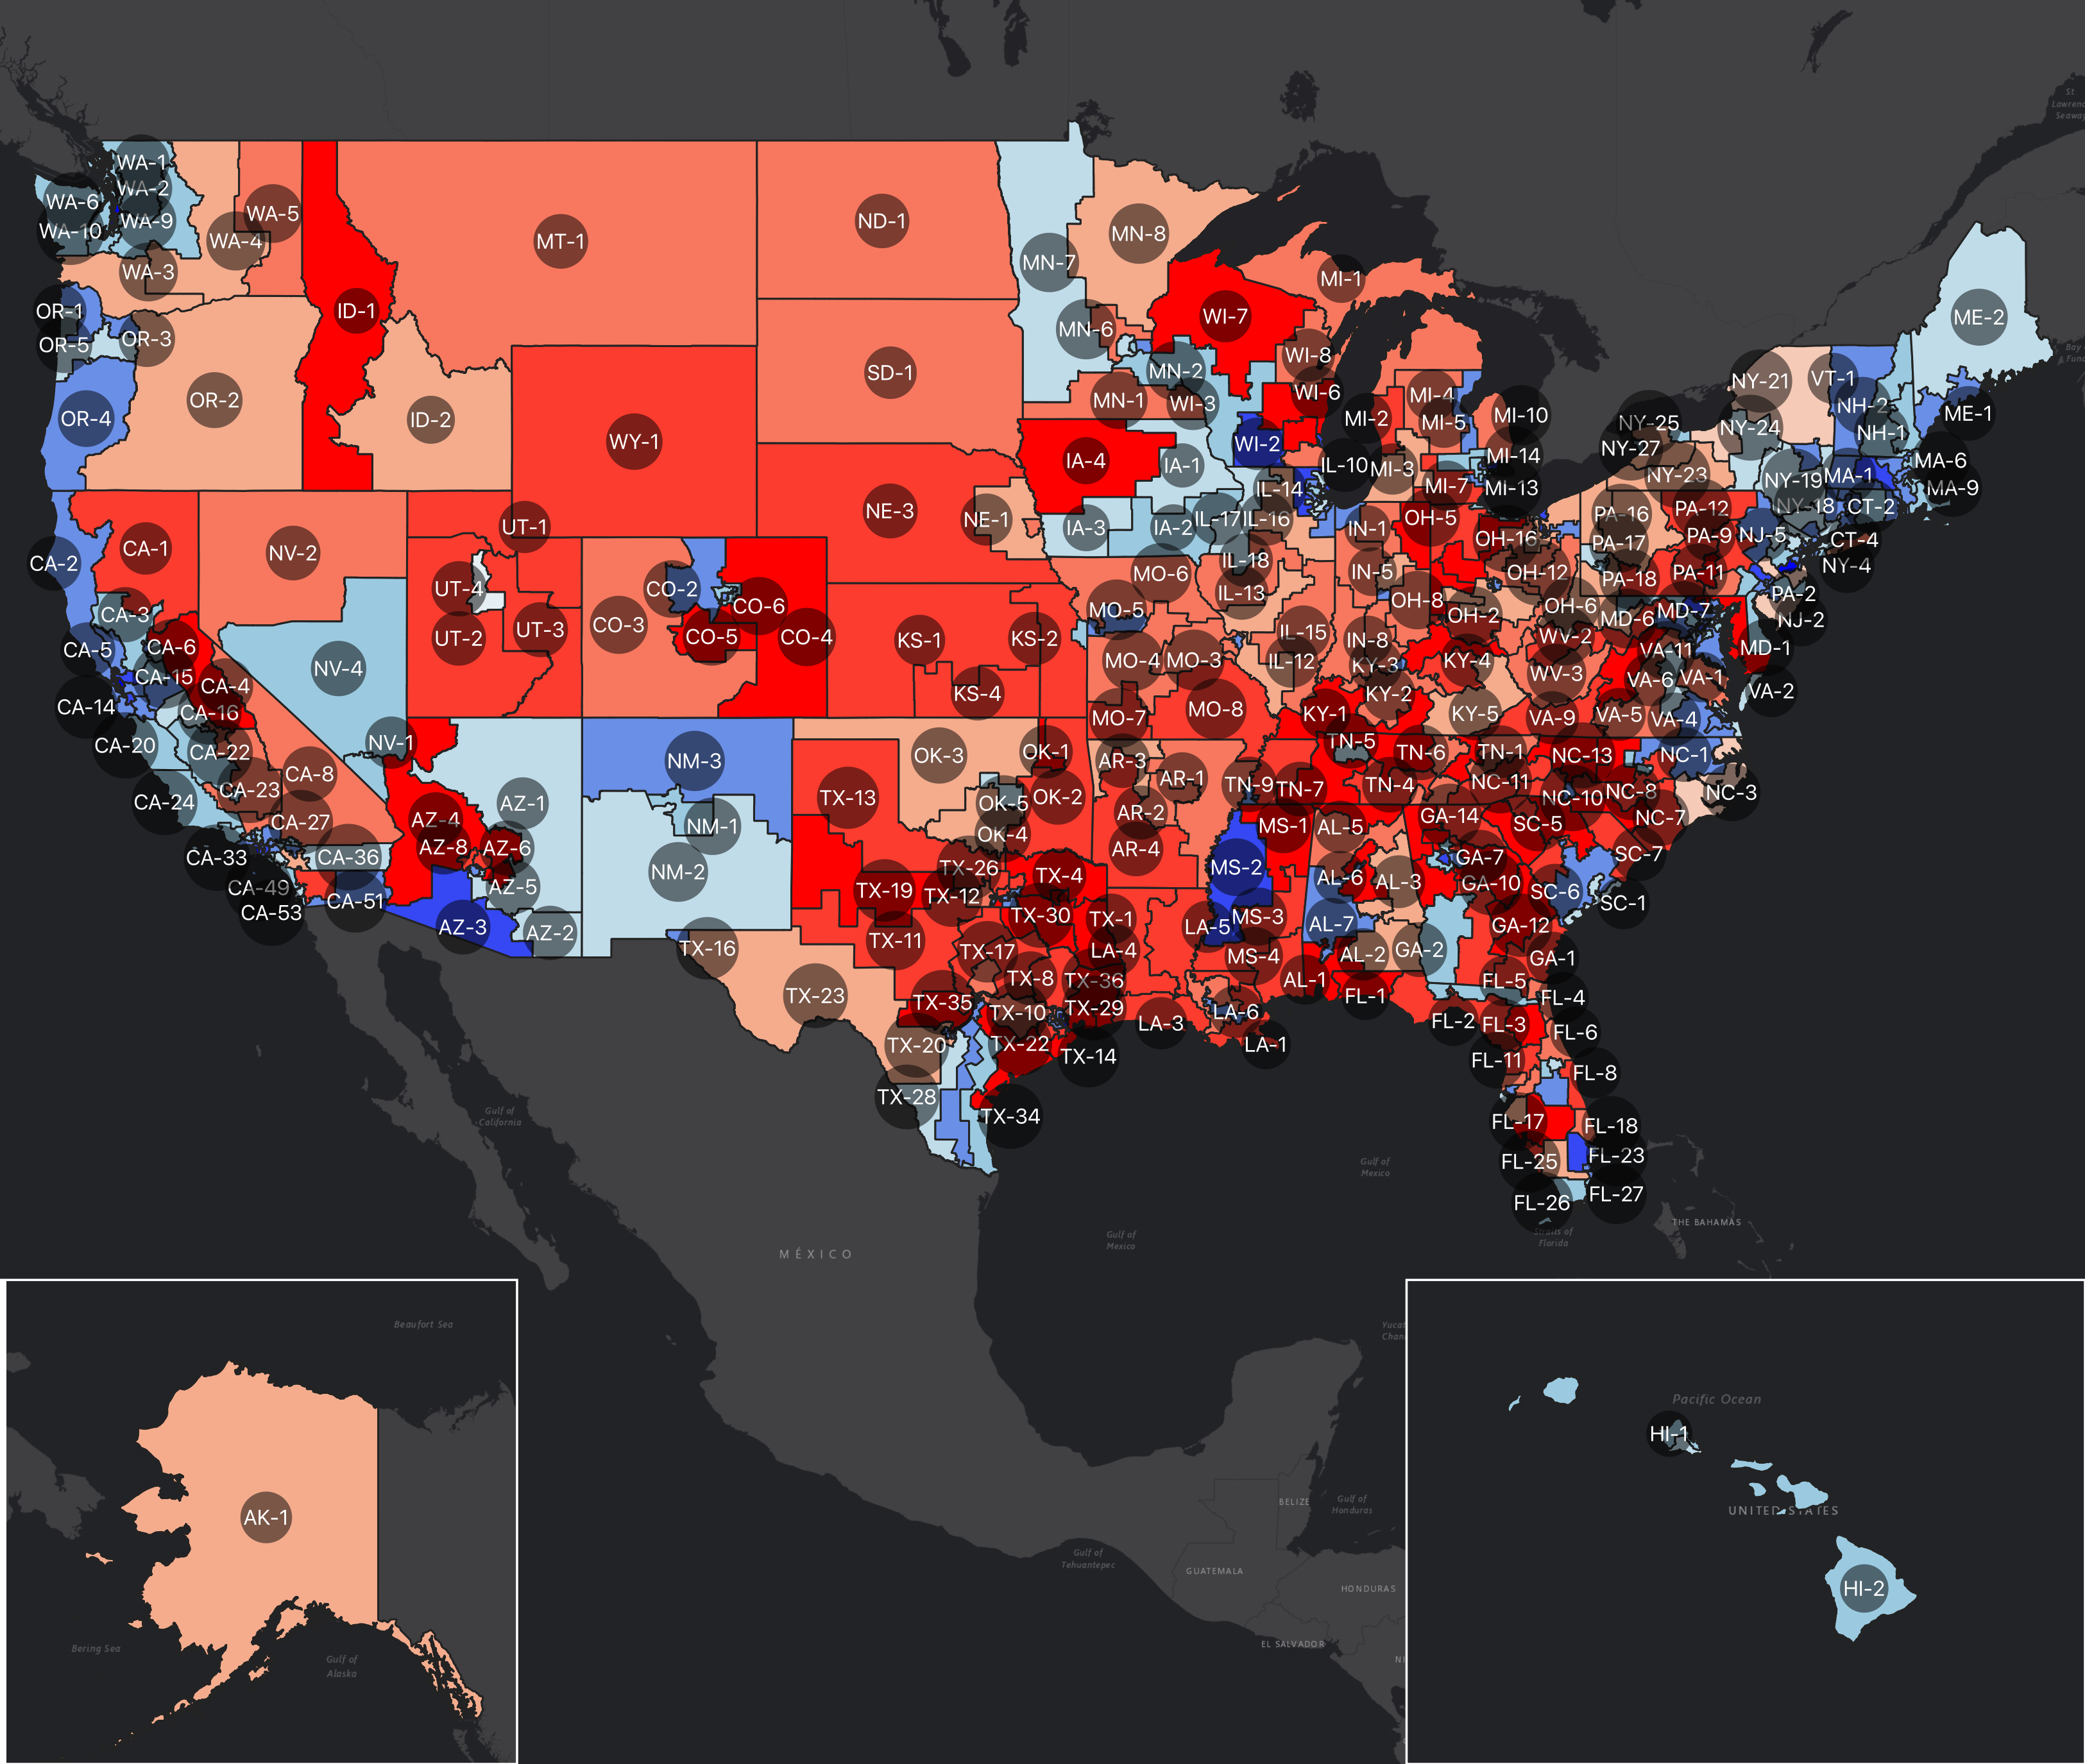 WA-1
WA-2
WA-6
WA-9
WA-10
WA-5
WA-4
WA-3
MT-1
ND-1
MN-8
MN-7
MI-1
OR-1
OR-3
OR-5
ID-1
WI-7
ME-2
MN-6
WI-8
MN-2
SD-1
OR-2
OR-4
ID-2
MN-1
WI-3
WI-6
MI-4
MI-2
MI-5
MI-10
NY-21
VT-1
NH-2
ME-1
NH-1
NY-25
NY-24
NY-27
WY-1
WI-2
IA-4
IA-1
IL-10
MI-3
MI-14
MI-7
MI-13
NY-23
NY-19
MA-1
MA-6
MA-9
IL-14
NE-3
NE-1
IA-3
IA-2
IL-17
IL-16
IN-1
OH-5
OH-16
PA-16
PA-12
NY-18
CT-2
UT-1
CA-1
NV-2
CA-2
PA-17
PA-9
NJ-5
CT-4
NY-4
IL-18
MO-6
IN-5
OH-12
PA-18
PA-11
PA-2
UT-4
CO-2
CO-6
IL-13
OH-8
OH-6
OH-2
CA-3
MO-5
MD-6
MD-7
NJ-2
UT-2
UT-3
CO-3
CO-5
CO-4
KS-1
KS-2
IL-15
IN-8
WV-2
CA-5
CA-6
VA-11
MD-1
NV-4
MO-4
MO-3
IL-12
KY-3
KY-4
WV-3
VA-6
VA-1
CA-15
CA-4
KS-4
KY-2
VA-2
CA-14
CA-16
MO-7
MO-8
KY-1
KY-5
VA-9
VA-5
VA-4
CA-20
CA-22
NV-1
NM-3
OK-3
OK-1
AR-3
TN-5
TN-6
TN-1
NC-13
NC-1
CA-8
CA-23
CA-24
AZ-1
TX-13
OK-5
OK-2
AR-1
TN-9
TN-7
TN-4
NC-11
NC-10
NC-8
NC-3
CA-27
AZ-4
NM-1
OK-4
AR-2
MS-1
AL-5
GA-14
SC-5
NC-7
CA-33
CA-36
AZ-8
AZ-6
AR-4
GA-7
SC-7
CA-49
CA-51
CA-53
AZ-5
NM-2
TX-26
TX-19
TX-12
TX-4
MS-2
AL-6
AL-3
GA-10
SC-6
SC-1
AZ-3
AZ-2
TX-30
TX-1
LA-5
MS-3
AL-7
GA-12
TX-16
TX-11
TX-17
LA-4
MS-4
AL-2
GA-2
GA-1
TX-23
TX-8
TX-36
AL-1
FL-1
FL-5
FL-4
TX-35
TX-10
TX-29
LA-3
LA-6
FL-2
FL-3
FL-6
TX-20
TX-22
TX-14
LA-1
FL-11
FL-8
TX-28
TX-34
FL-17
FL-18
FL-25
FL-23
FL-26
FL-27
Gulf of
California
Gulf of
Mexico
Gulf of
Mexico
MÉXICO
Straits of
Florida
THE BAHAMAS
BELIZE
Gulf of
Honduras
Gulf of
Tehuantepec
GUATEMALA
HONDURAS
EL SALVADOR
Beaufort Sea
AK-1
Bering Sea
Gulf of
Alaska
Pacific Ocean
HI-1
UNITED STATES
HI-2